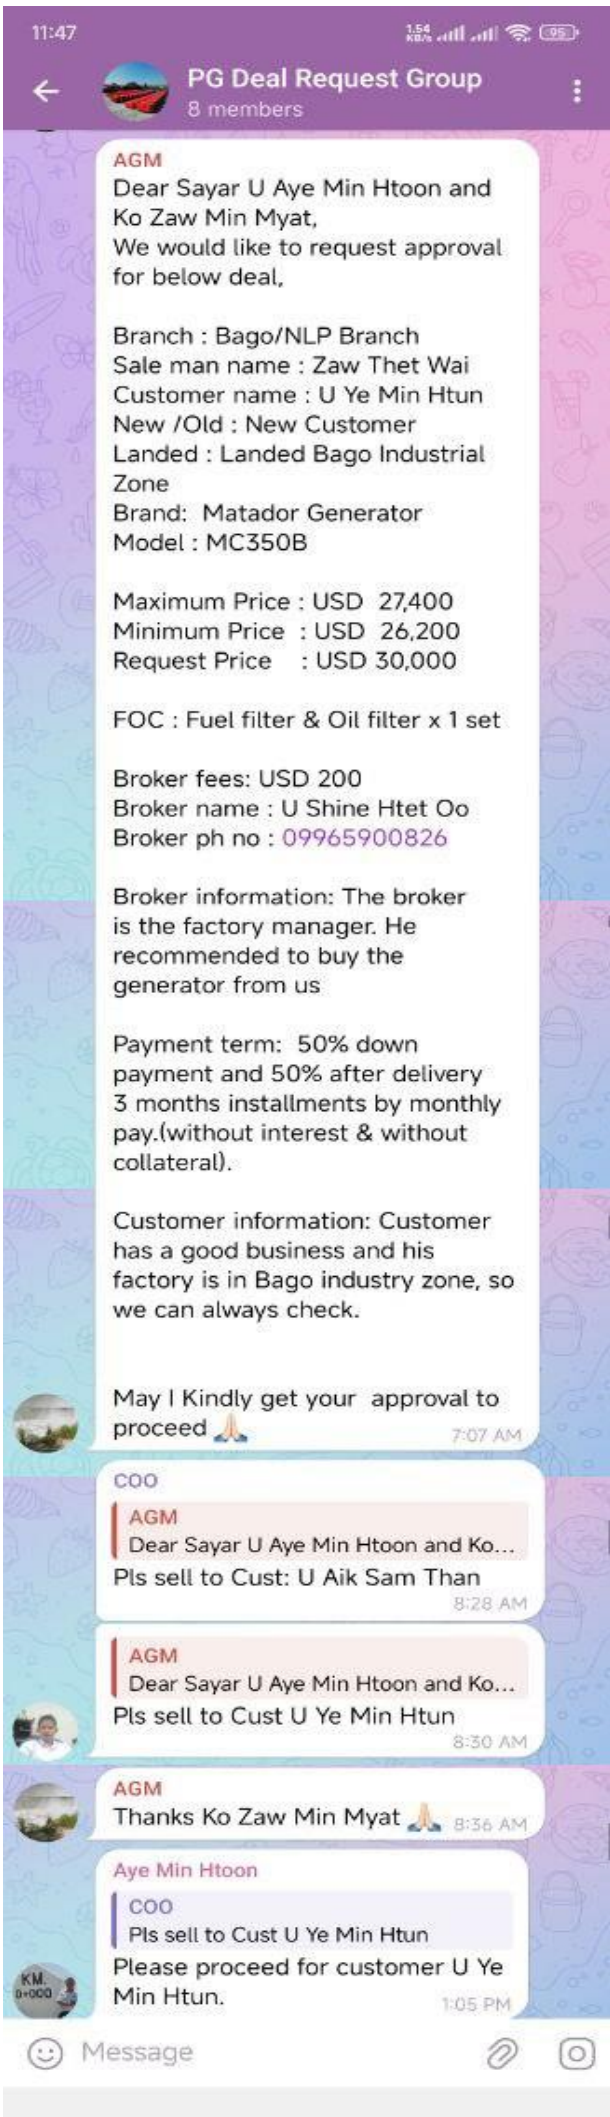 11:47
1.54
KB/s
95
PG Deal Request Group
8 members
AGM
Dear Sayar U Aye Min Htoon and
Ko Zaw Min Myat,
We would like to request approval
for below deal,
Branch : Bago/NLP Branch
Sale man name : Zaw Thet Wai
Customer name : U Ye Min Htun
New /Old : New Customer
Landed : Landed Bago Industrial
Zone
Brand:  Matador Generator
Model : MC350B
Maximum Price : USD  27,400
Minimum Price  : USD  26,200
Request Price    : USD 30,000
FOC : Fuel filter & Oil filter x 1 set
Broker fees: USD 200
Broker name : U Shine Htet Oo
Broker ph no : 09965900826
Broker information: The broker
is the factory manager. He
recommended to buy the
generator from us
Payment term:  50% down
payment and 50% after delivery
3 months installments by monthly
pay.(without interest & without
collateral).
Customer information: Customer
has a good business and his
factory is in Bago industry zone, so
we can always check.
May I Kindly get your  approval to
proceed 🙏🏻
7:07 AM
COO
AGM
Dear Sayar U Aye Min Htoon and Ko...
Pls sell to Cust: U Aik Sam Than
8:28 AM
AGM
Dear Sayar U Aye Min Htoon and Ko...
Pls sell to Cust U Ye Min Htun
8:30 AM
AGM
Thanks Ko Zaw Min Myat 🙏🏻 8:36 AM
Aye Min Htoon
COO
Pls sell to Cust U Ye Min Htun
Please proceed for customer U Ye
Min Htun.
1:05 PM
KM.
0+000
Message